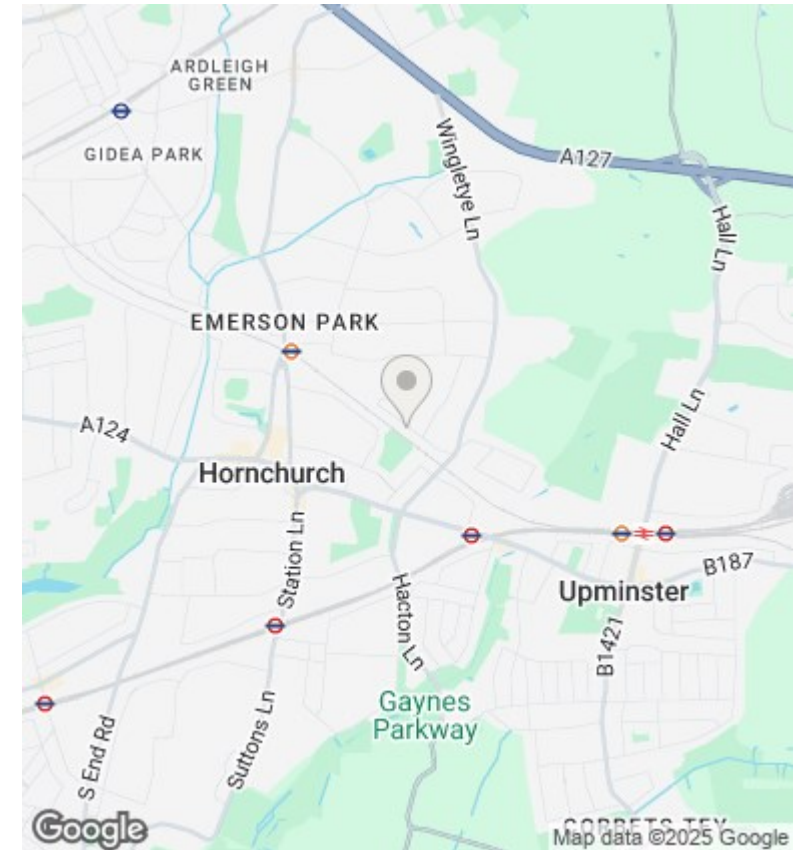 ARDLEIGH
GREEN
GIDEA PARK
Wingletye Ln
A127
Hall Ln
EMERSON PARK
A124
Hall Ln
Hornchurch
Station Ln
B187
Upminster
Hacton Ln
B1421
Gaynes
Parkway
Suttons Ln
S End Rd
CORBETS TEY
Google
Map data ©2025 Google